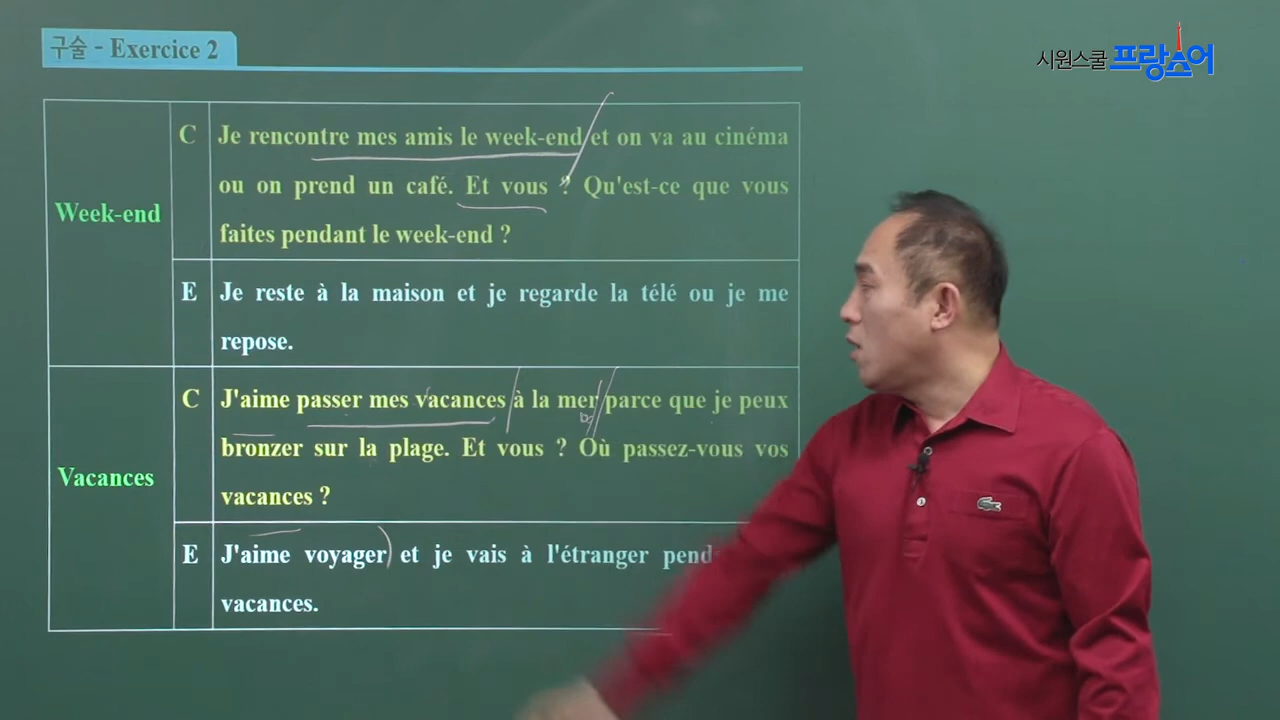 구술 - Exercice 2
시원스쿨 프랑스어
Week-end
C
Je rencontre mes amis le week-end et on va au cinéma
ou on prend un café. Et vous ? Qu'est-ce que vous
faites pendant le week-end ?
E
Je reste à la maison et je regarde la télé ou je me
repose.
Vacances
C
J'aime passer mes vacances à la mer parce que je peux
bronzer sur la plage. Et vous ? Où passez-vous vos
vacances ?
E
J'aime voyager et je vais à l'étranger
vacances.